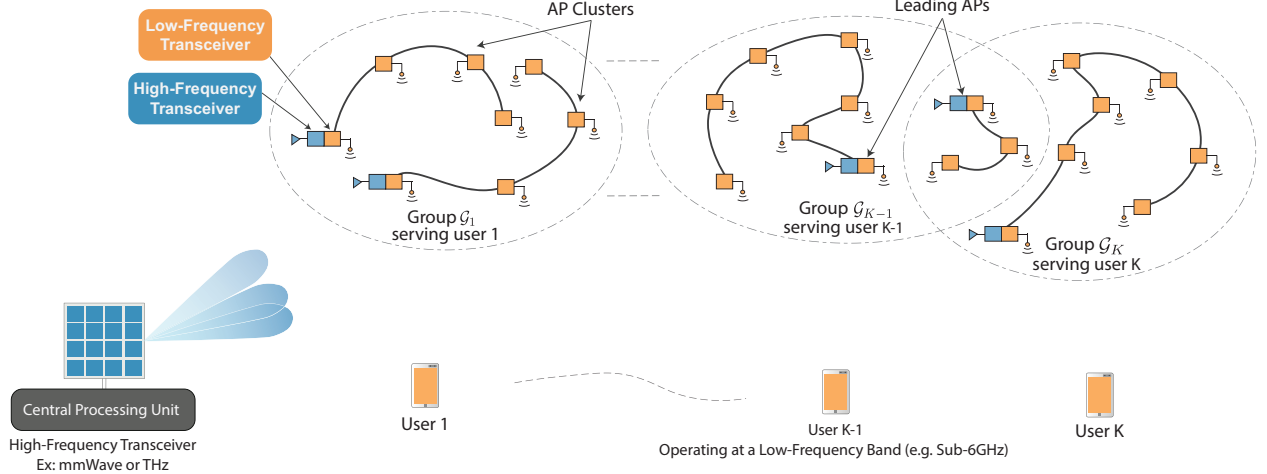 AP Clusters
Leading APs
Low-Frequency
Transceiver
High-Frequency
Transceiver
Group 𝒢₁
serving user 1
Group 𝒢_{K−1}
serving user K-1
Group 𝒢_K
serving user K
Central Processing Unit
High-Frequency Transceiver
Ex: mmWave or THz
User 1
User K-1
Operating at a Low-Frequency Band (e.g. Sub-6GHz)
User K